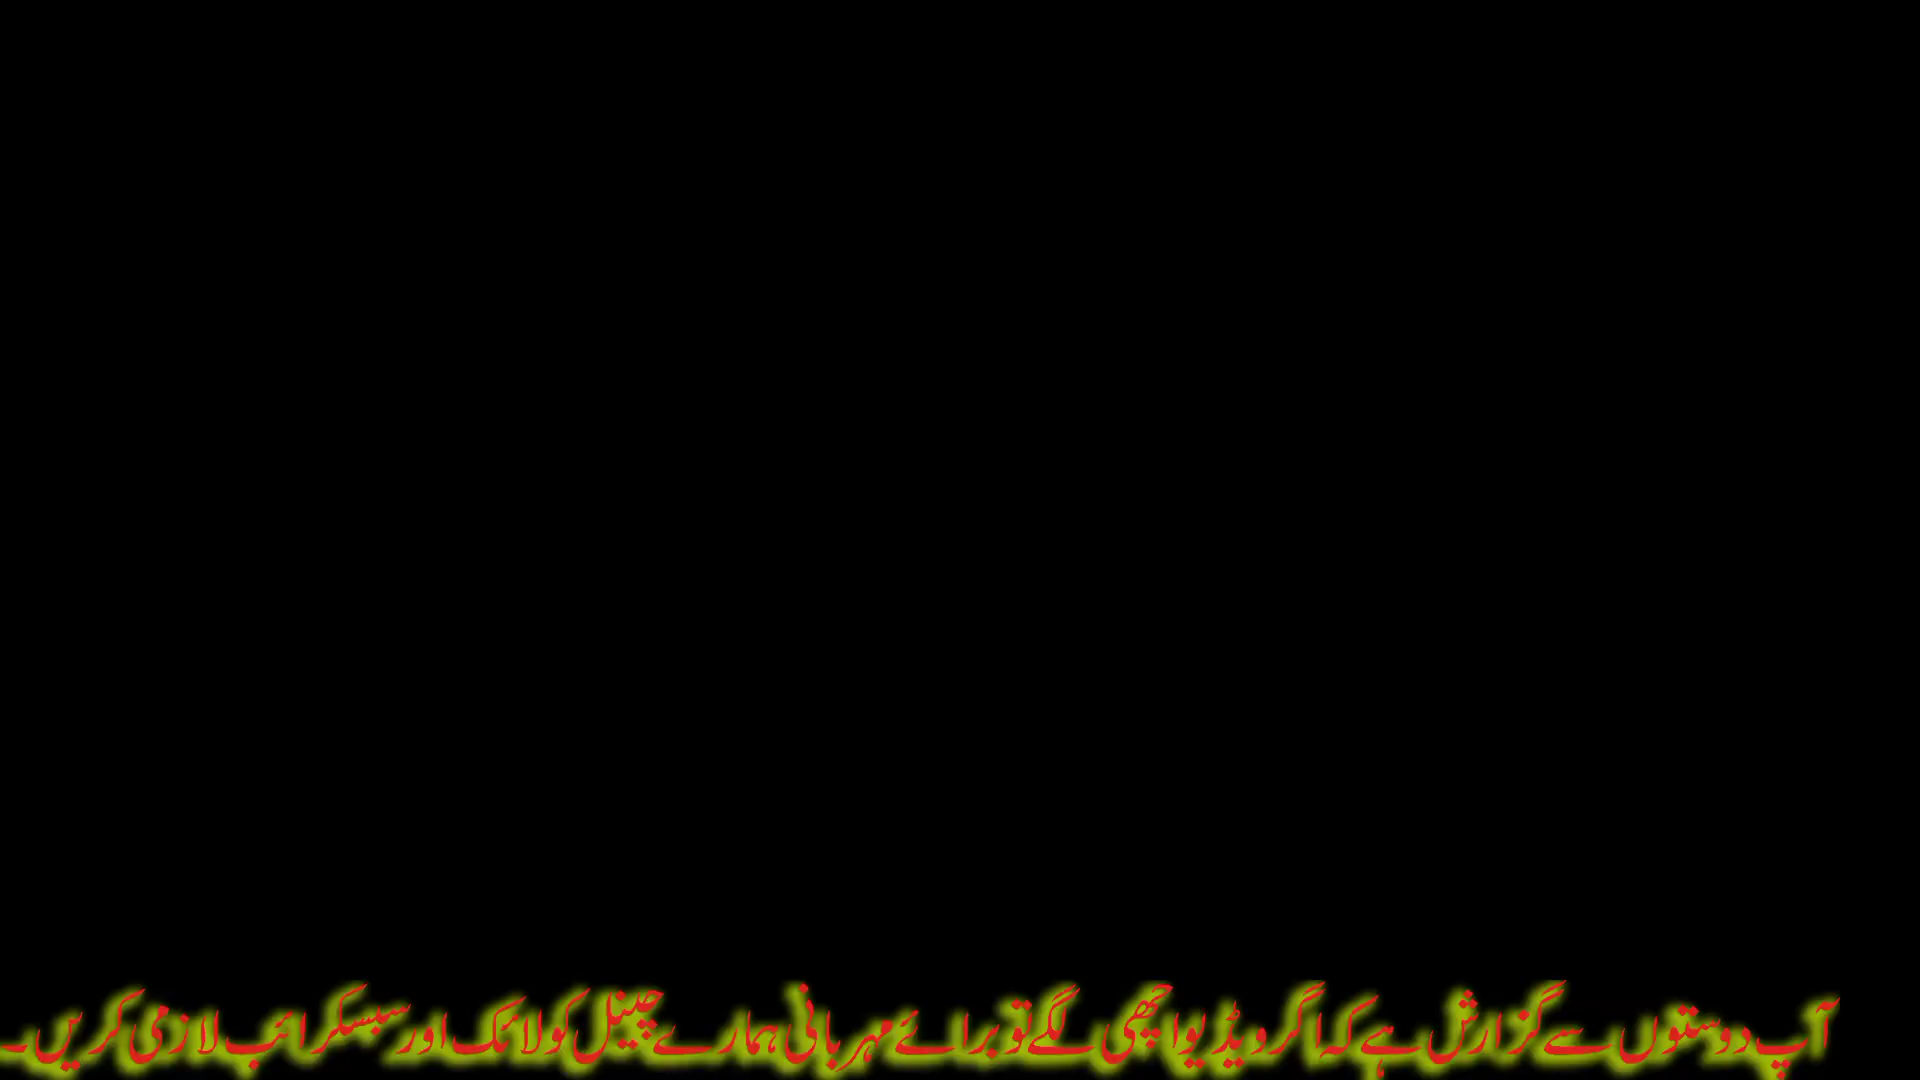 آپ دوستوں سے گزارش ہے کہ اگر ویڈیو اچھی لگے تو برائے مہربانی ہمارے چینل کو لائک اور سبسکرائب لازمی کریں۔